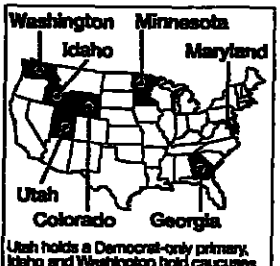 Washington Minnesota
Idaho Maryland
Utah
Colorado Georgia
Utah holds a Democrat-only primary,
Idaho and Washington hold caucuses